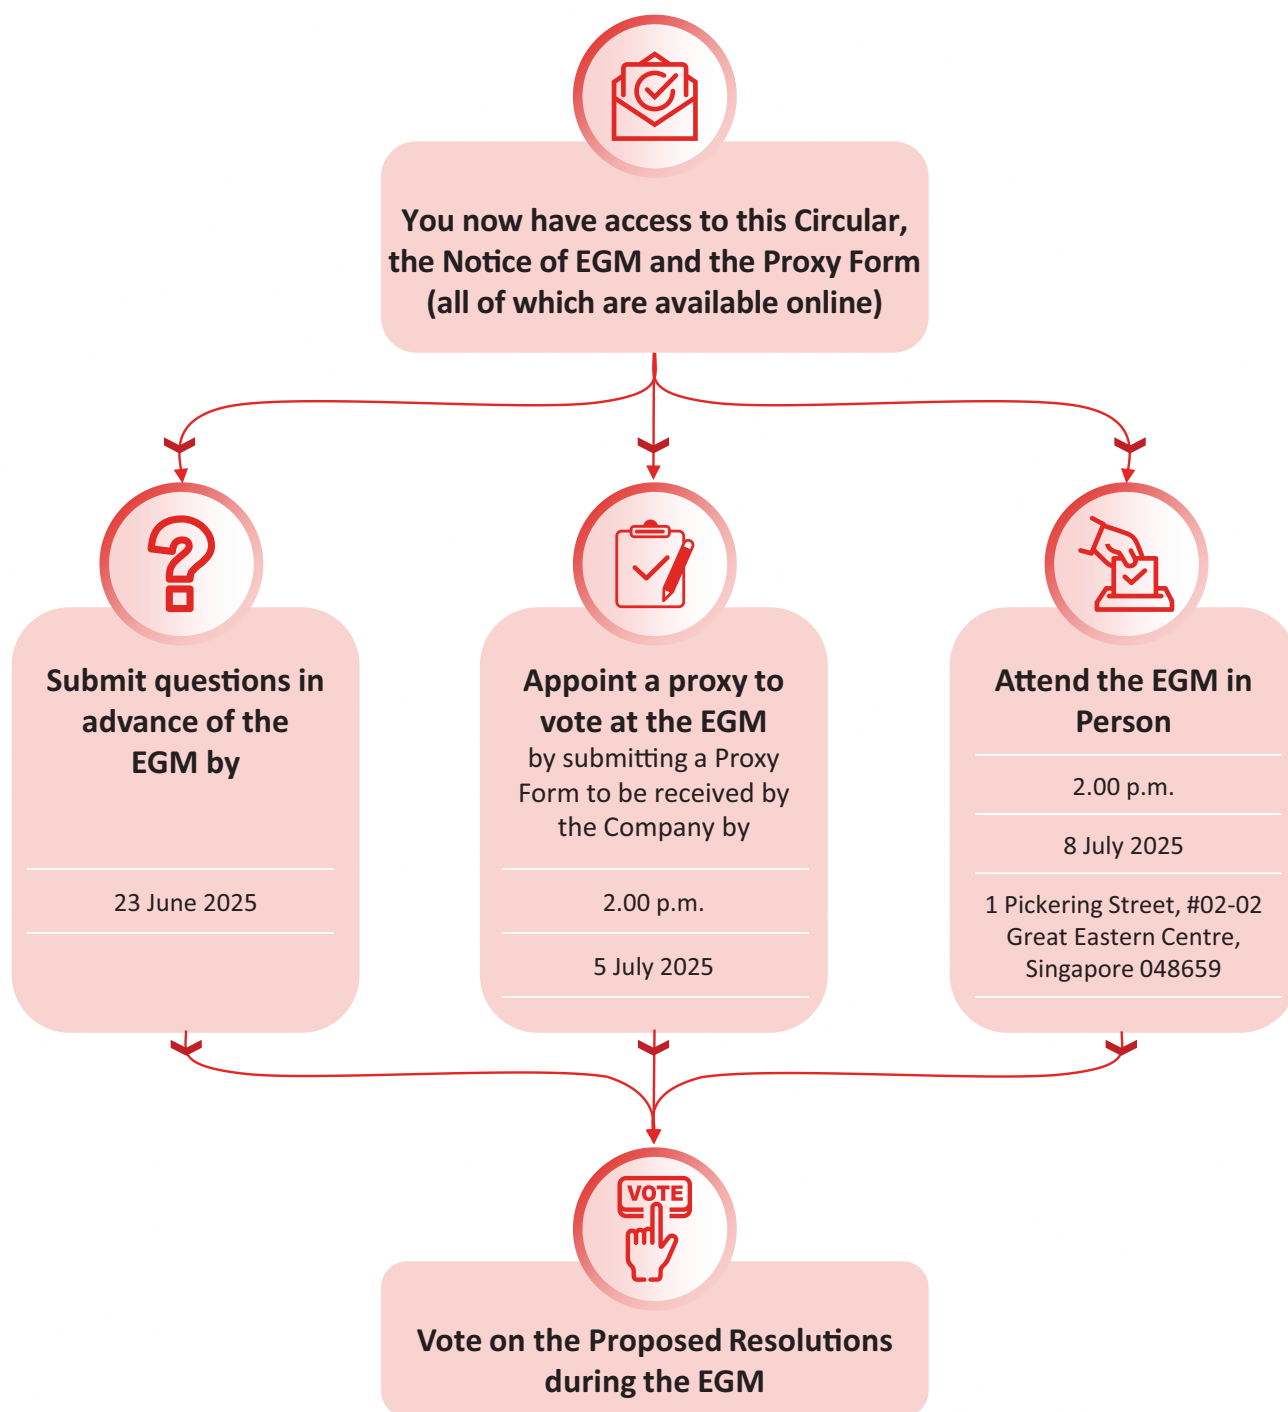 You now have access to this Circular,
the Notice of EGM and the Proxy Form
(all of which are available online)
Submit questions in
advance of the
EGM by
23 June 2025
Appoint a proxy to
vote at the EGM
by submitting a Proxy
Form to be received by
the Company by
2.00 p.m.
5 July 2025
Attend the EGM in
Person
2.00 p.m.
8 July 2025
1 Pickering Street, #02-02
Great Eastern Centre,
Singapore 048659
VOTE
Vote on the Proposed Resolutions
during the EGM